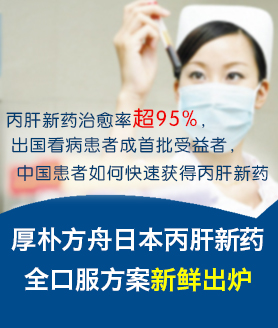 丙肝新药治愈率超95%，
出国看病患者成首批受益者，
中国患者如何快速获得丙肝新药
厚朴方舟日本丙肝新药
全口服方案新鲜出炉